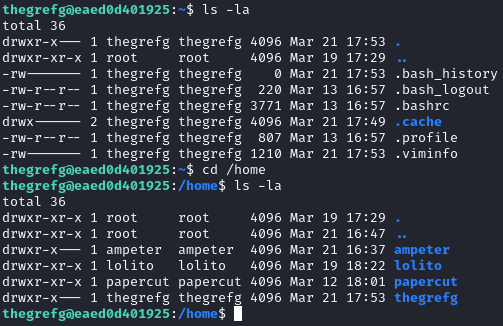 thegrefg@eaed0d401925:~$ ls -la
total 36
drwxr-x--- 1 thegrefg thegrefg 4096 Mar 21 17:53 .
drwxr-xr-x 1 root     root     4096 Mar 19 17:29 ..
-rw------- 1 thegrefg thegrefg    0 Mar 21 17:53 .bash_history
-rw-r--r-- 1 thegrefg thegrefg  220 Mar 13 16:57 .bash_logout
-rw-r--r-- 1 thegrefg thegrefg 3771 Mar 13 16:57 .bashrc
drwx------ 2 thegrefg thegrefg 4096 Mar 21 17:49 .cache
-rw-r--r-- 1 thegrefg thegrefg  807 Mar 13 16:57 .profile
-rw------- 1 thegrefg thegrefg 1210 Mar 21 17:53 .viminfo
thegrefg@eaed0d401925:~$ cd /home
thegrefg@eaed0d401925:/home$ ls -la
total 36
drwxr-xr-x 1 root     root     4096 Mar 19 17:29 .
drwxr-xr-x 1 root     root     4096 Mar 21 16:47 ..
drwxr-x--- 1 ampeter  ampeter  4096 Mar 21 16:37 ampeter
drwxr-xr-x 1 lolito   lolito   4096 Mar 19 18:22 lolito
drwxr-xr-x 1 papercut papercut 4096 Mar 12 18:01 papercut
drwxr-x--- 1 thegrefg thegrefg 4096 Mar 21 17:53 thegrefg
thegrefg@eaed0d401925:/home$